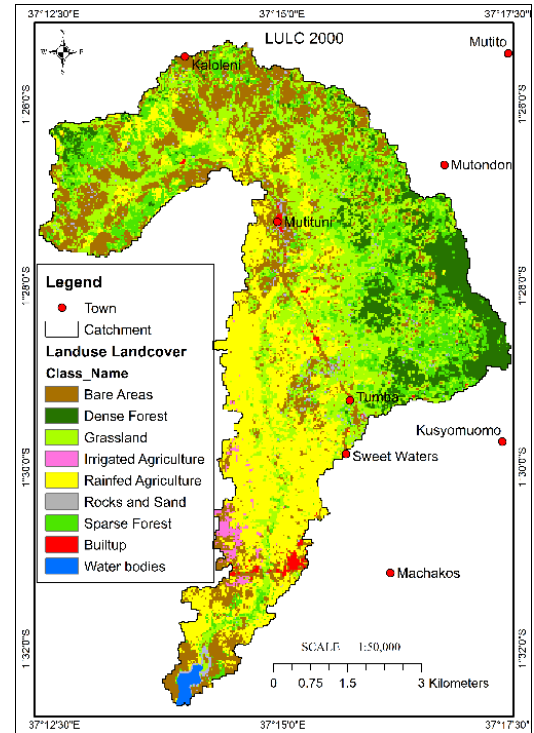 37°12'30"E 37°15'0"E 37°17'30"E
LULC 2000
Mutito
Kaloleni
1°26'0"S 1°26'0"S
Mutondoni
Mutituni
1°28'0"S 1°28'0"S
Legend
Town
Catchment
Landuse Landcover
Class_Name
Bare Areas
Dense Forest
Grassland
Irrigated Agriculture
Rainfed Agriculture
Rocks and Sand
Sparse Forest
Builtup
Water bodies
Tumba
Kusyomuomo
Sweet Waters
1°30'0"S 1°30'0"S
Machakos
1°32'0"S 1°32'0"S
SCALE 1:50,000
0 0.75 1.5 3 Kilometers
37°12'30"E 37°15'0"E 37°17'30"E